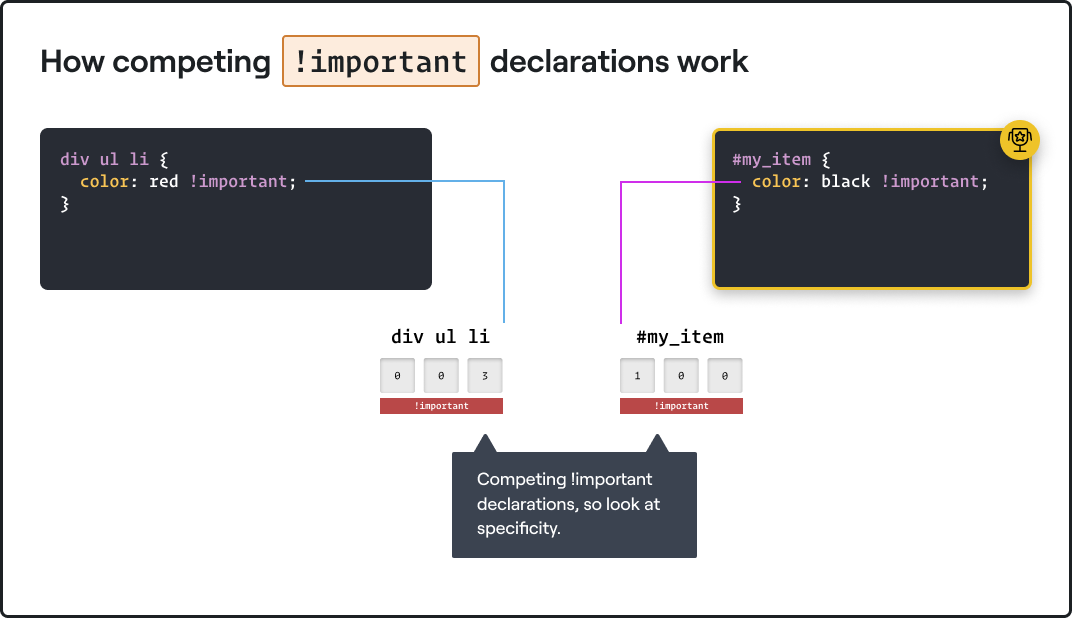 How competing !important declarations work
div ul li {
color: red !important;
}
#my_item {
color: black !important;
}
div ul li
0 0 3
!important
#my_item
1 0 0
!important
Competing !important
declarations, so look at
specificity.